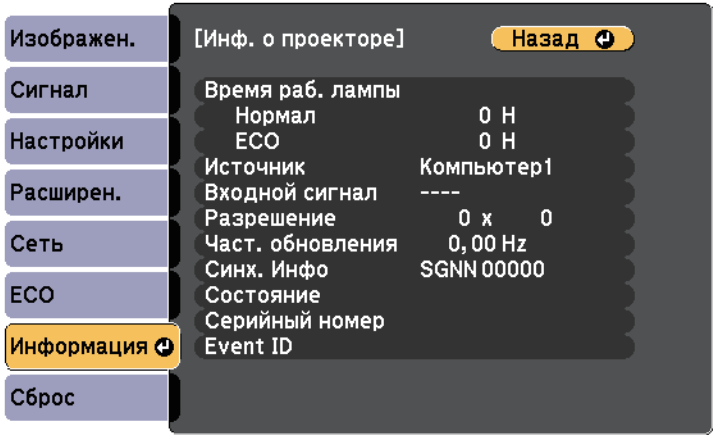 Изображен.
Сигнал
Настройки
Расширен.
Сеть
ECO
Информация
Сброс
[Инф. о проекторе]
Назад
Время раб. лампы
Нормал 0 H
ECO 0 H
Источник Компьютер1
Входной сигнал ----
Разрешение 0 x 0
Част. обновления 0,00 Hz
Синх. Инфо SGNN 00000
Состояние
Серийный номер
Event ID